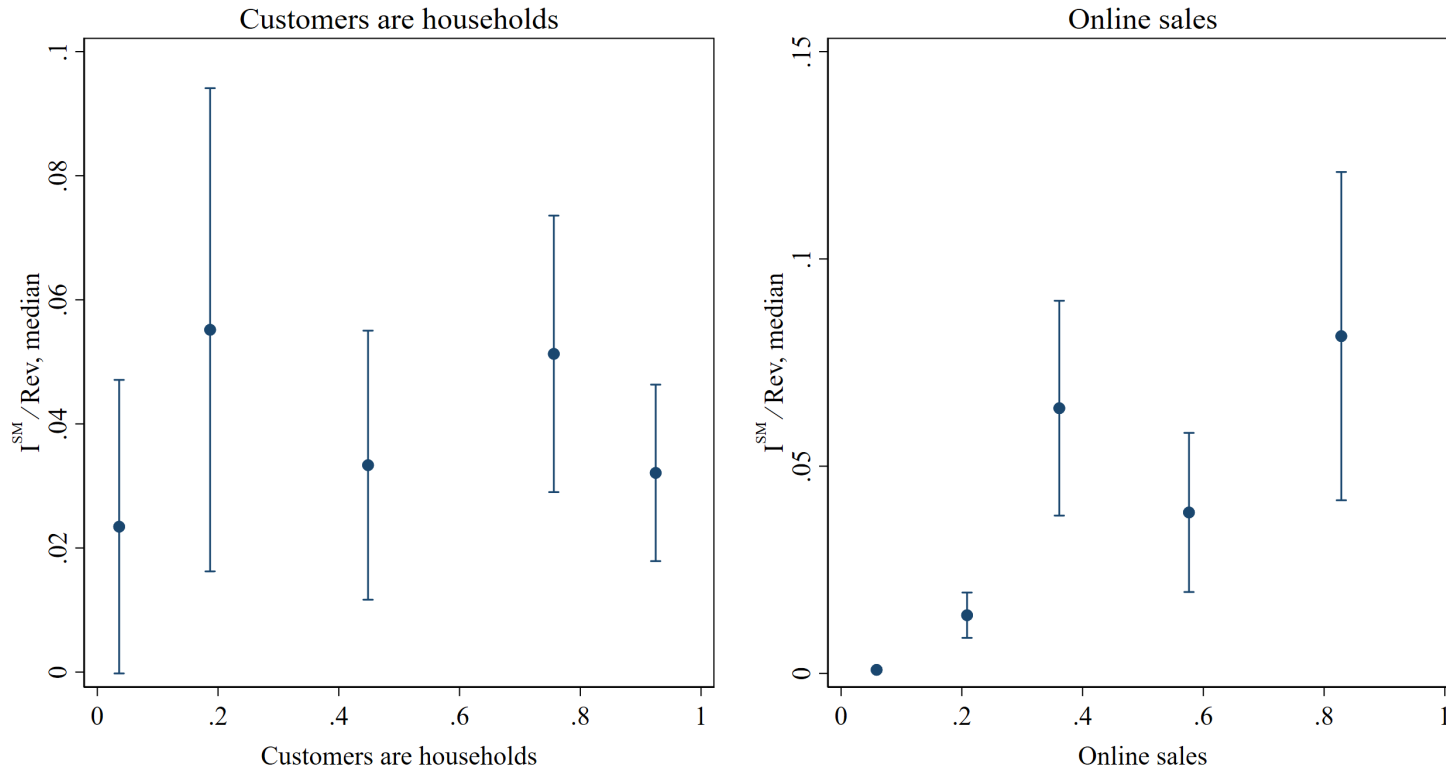 Customers are households
I^SM/Rev, median
.1
.08
.06
.04
.02
0
0 .2 .4 .6 .8 1
Customers are households
Online sales
I^SM/Rev, median
.15
.1
.05
0
0 .2 .4 .6 .8 1
Online sales